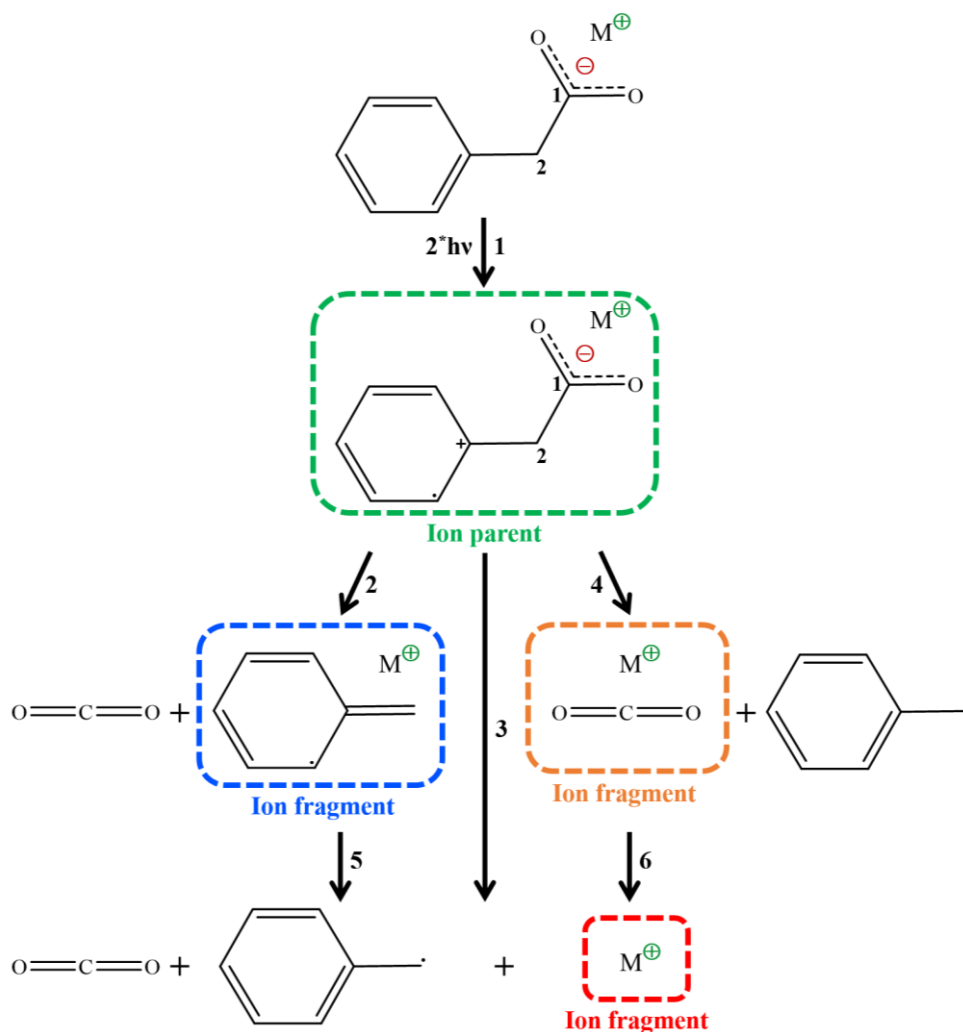 O
M⊕
⊖
1
O
2
2*hν 1
O
M⊕
⊖
1
O
+
2
Ion parent
2
4
M⊕
M⊕
O C O +
3
O C O +
Ion fragment
Ion fragment
5
6
O C O + + M⊕
Ion fragment